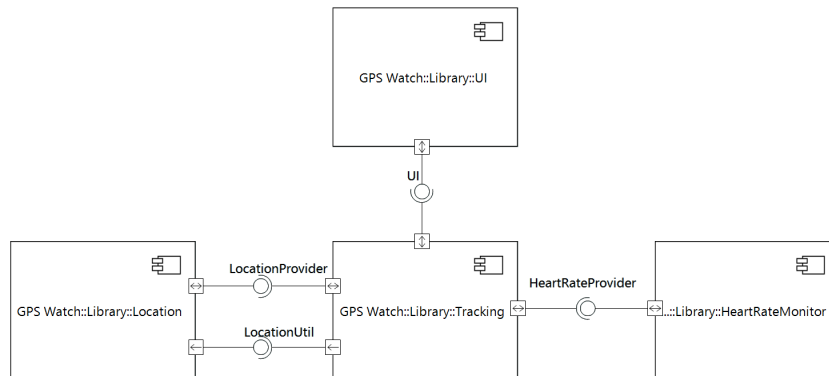 GPS Watch::Library::UI
UI
LocationProvider
HeartRateProvider
GPS Watch::Library::Location
GPS Watch::Library::Tracking
...::Library::HeartRateMonitor
LocationUtil